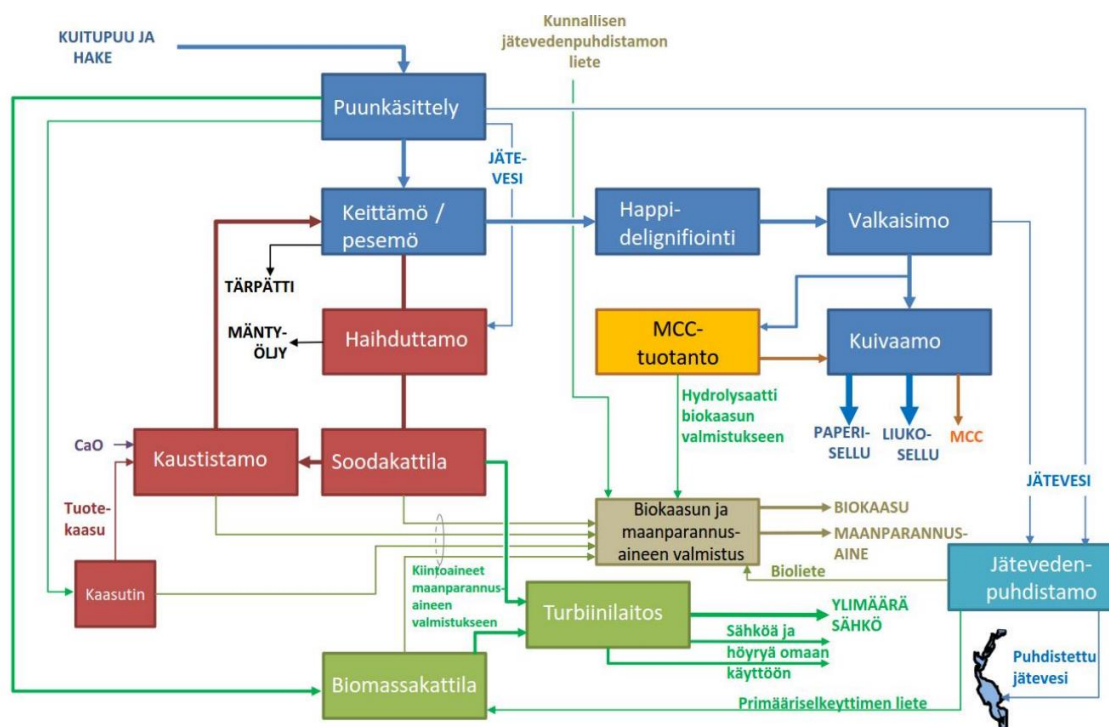 KUITUPUU JA
HAKE
Kunnallisen
jätevedenpuhdistamon
liete
Puunkäsittely
JÄTE-
VESI
Keittämö /
pesemö
Happi-
delignifiointi
Valkaisimo
TÄRPÄTTI
MÄNTY-
ÖLJY
Haihduttamo
MCC-
tuotanto
Kuivaamo
Hydrolysaatti
biokaasun
valmistukseen
PAPERI-
SELLU
LIUKO-
SELLU
MCC
CaO
Kaustistamo
Soodakattila
JÄTEVESI
Tuote-
kaasu
Biokaasun ja
maanparannus-
aineen valmistus
BIOKAASU
MAANPARANNUS-
AINE
Kaasutin
Kiintoaineet
maanparannus-
aineen
valmistukseen
Bioliete
Jäteveden-
puhdistamo
Turbiinilaitos
YLIMÄÄRÄ
SÄHKÖ
Sähköä ja
höyryä omaan
käyttöön
Puhdistettu
jätevesi
Biomassakattila
Primääriselkeyttimen liete